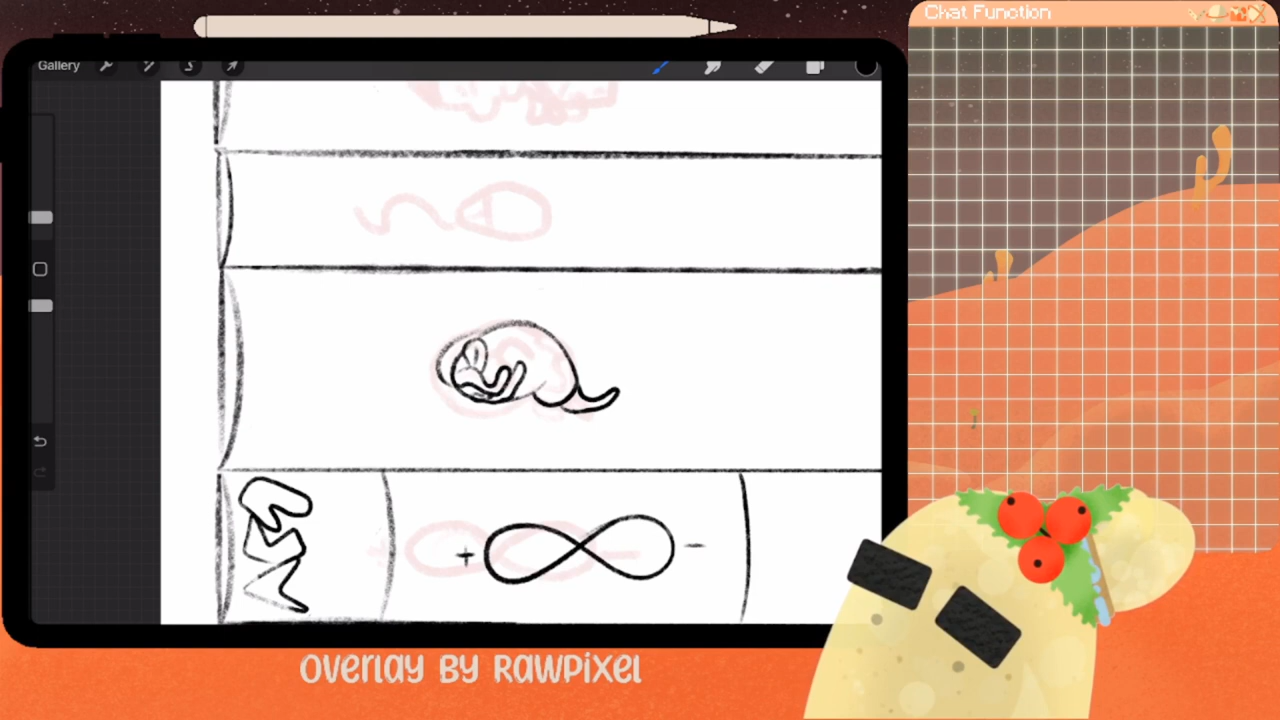 Chat Function
Gallery
+
-
Overlay by Rawpixel